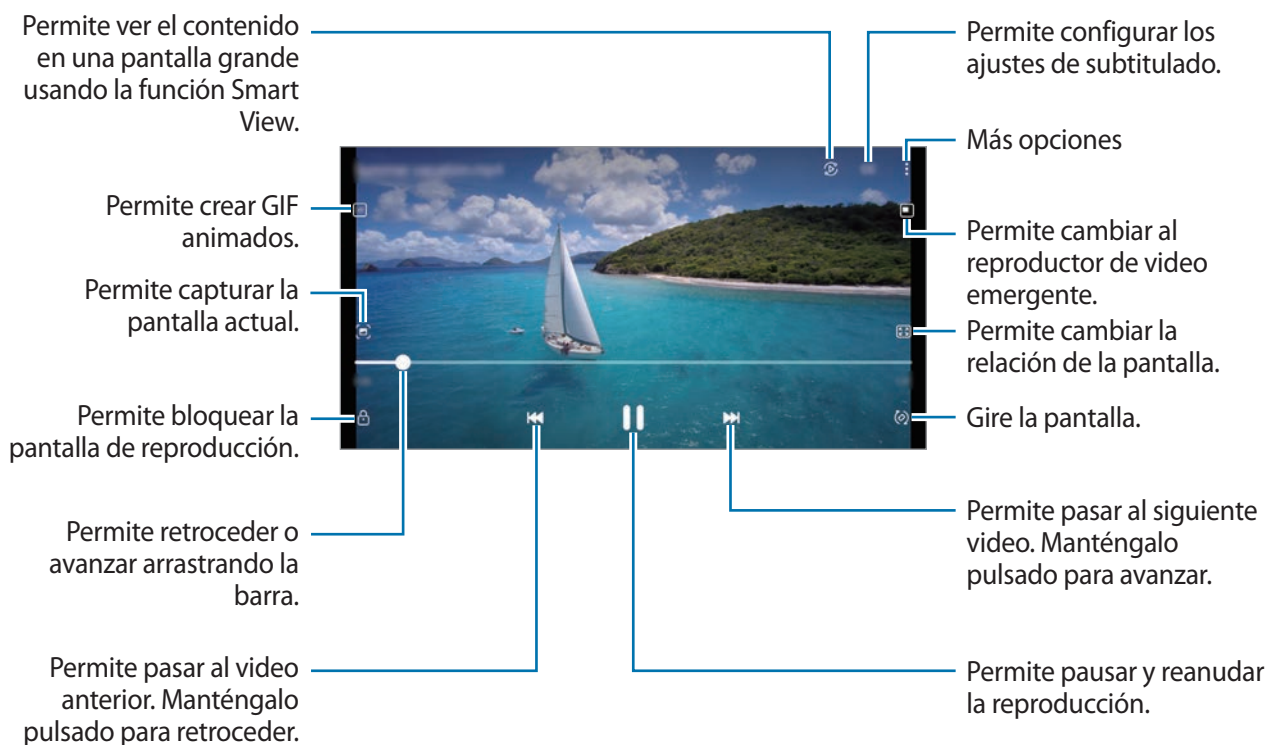 Permite ver el contenido
en una pantalla grande
usando la función Smart
View.
Permite crear GIF
animados.
Permite capturar la
pantalla actual.
Permite bloquear la
pantalla de reproducción.
Permite retroceder o
avanzar arrastrando la
barra.
Permite pasar al video
anterior. Manténgalo
pulsado para retroceder.
Permite configurar los
ajustes de subtitulado.
Más opciones
Permite cambiar al
reproductor de video
emergente.
Permite cambiar la
relación de la pantalla.
Gire la pantalla.
Permite pasar al siguiente
video. Manténgalo
pulsado para avanzar.
Permite pausar y reanudar
la reproducción.